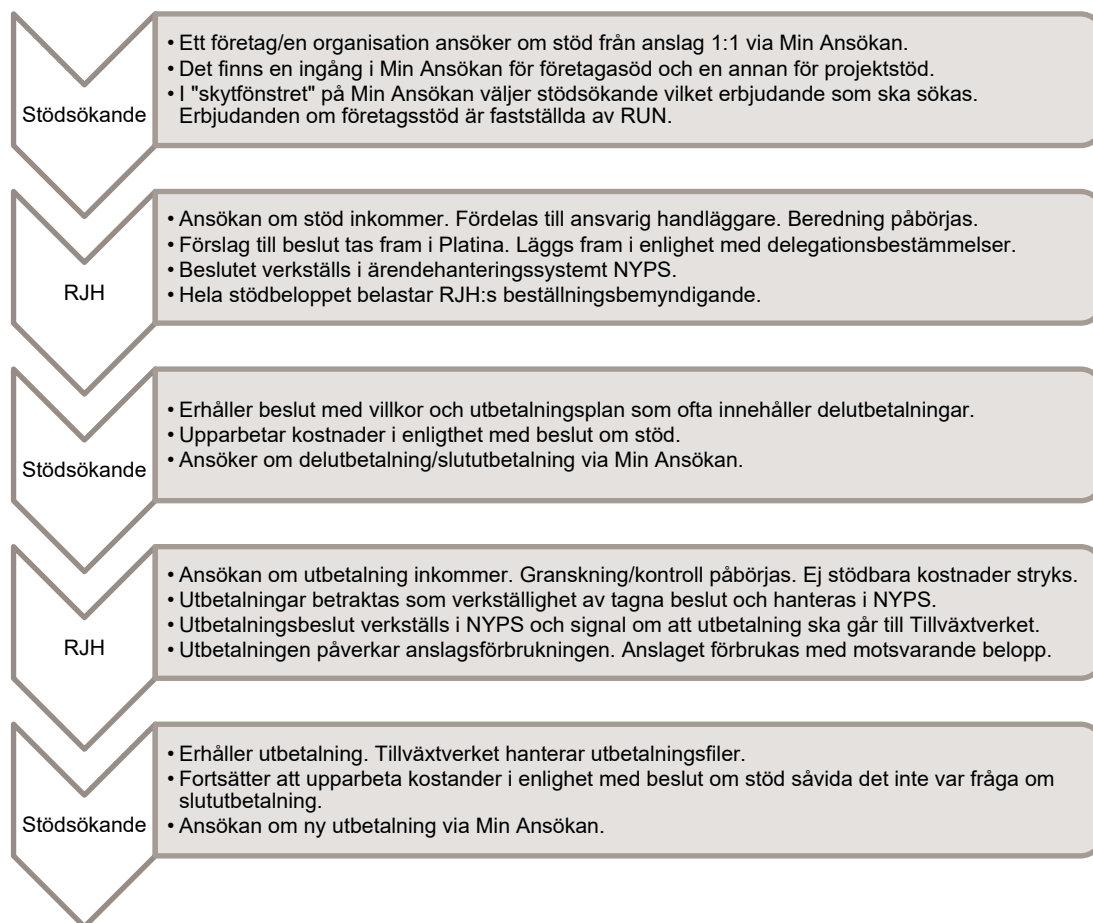 Stödsökande
• Ett företag/en organisation ansöker om stöd från anslag 1:1 via Min Ansökan.
• Det finns en ingång i Min Ansökan för företagasöd och en annan för projektstöd.
• I "skytfönstret" på Min Ansökan väljer stödsökande vilket erbjudande som ska sökas.
Erbjudanden om företagsstöd är fastställda av RUN.
RJH
• Ansökan om stöd inkommer. Fördelas till ansvarig handläggare. Beredning påbörjas.
• Förslag till beslut tas fram i Platina. Läggs fram i enlighet med delegationsbestämmelser.
• Beslutet verkställs i ärendehanteringssystemt NYPS.
• Hela stödbeloppet belastar RJH:s beställningsbemyndigande.
Stödsökande
• Erhåller beslut med villkor och utbetalningsplan som ofta innehåller delutbetalningar.
• Upparbetar kostnader i enligthet med beslut om stöd.
• Ansöker om delutbetalning/slututbetalning via Min Ansökan.
RJH
• Ansökan om utbetalning inkommer. Granskning/kontroll påbörjas. Ej stödbara kostnader stryks.
• Utbetalningar betraktas som verkställighet av tagna beslut och hanteras i NYPS.
• Utbetalningsbeslut verkställs i NYPS och signal om att utbetalning ska går till Tillväxtverket.
• Utbetalningen påverkar anslagsförbrukningen. Anslaget förbrukas med motsvarande belopp.
Stödsökande
• Erhåller utbetalning. Tillväxtverket hanterar utbetalningsfiler.
• Fortsätter att upparbeta kostander i enlighet med beslut om stöd såvida det inte var fråga om
slututbetalning.
• Ansökan om ny utbetalning via Min Ansökan.